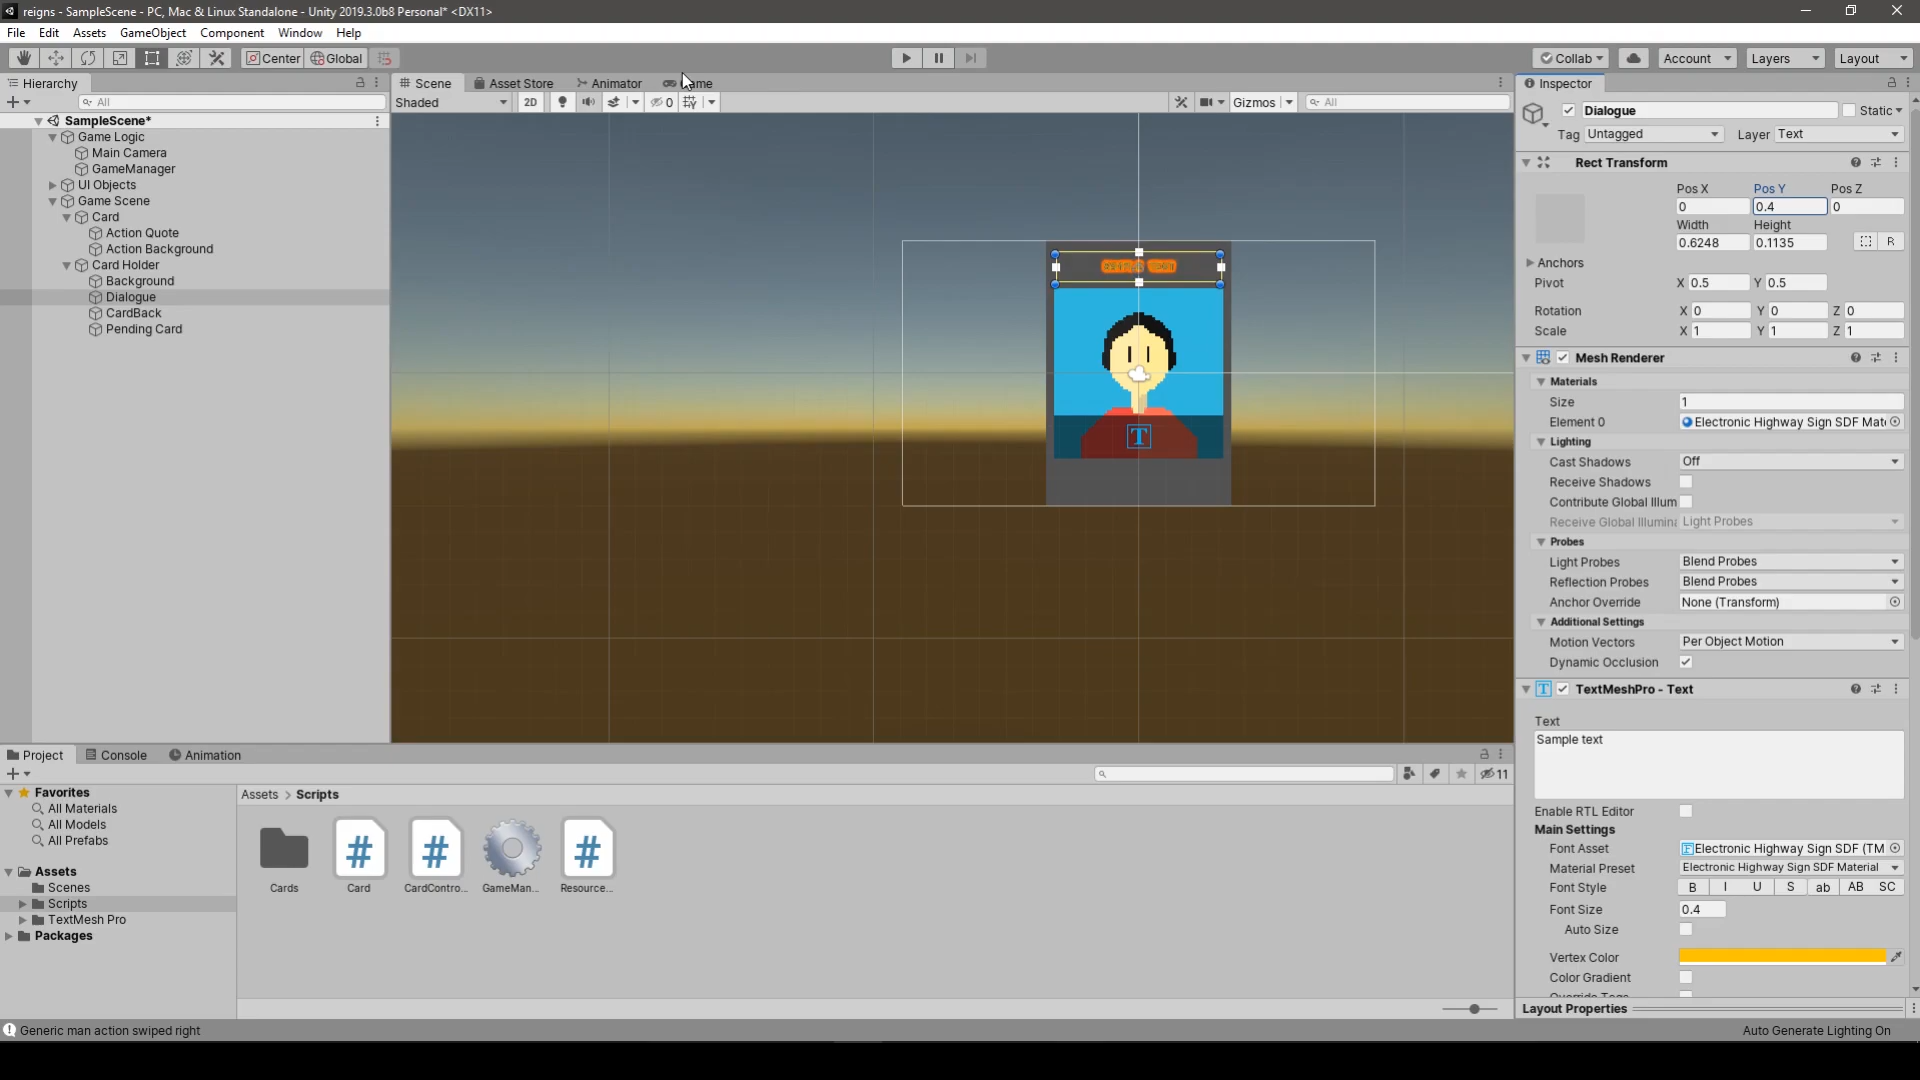 reigns - SampleScene - PC, Mac & Linux Standalone - Unity 2019.3.0b8 Personal* <DX11>
File Edit Assets GameObject Component Window Help
Center Global Collab Account Layers Layout
Hierarchy
All
SampleScene*
Game Logic
Main Camera
GameManager
UI Objects
Game Scene
Card
Action Quote
Action Background
Card Holder
Background
Dialogue
CardBack
Pending Card
Scene Asset Store Animator
Shaded 2D 0 Gizmos All
T
Inspector
Dialogue Static
Tag Untagged Layer Text
Rect Transform
Pos X Pos Y Pos Z
0 0.4 0
Width Height
0.6248 0.1135 R
Anchors
Pivot X 0.5 Y 0.5
Rotation X 0 Y 0 Z 0
Scale X 1 Y 1 Z 1
Mesh Renderer
Materials
Size 1
Element 0 Electronic Highway Sign SDF Mate
Lighting
Cast Shadows Off
Receive Shadows
Contribute Global Illum
Receive Global Illumina Light Probes
Probes
Light Probes Blend Probes
Reflection Probes Blend Probes
Anchor Override None (Transform)
Additional Settings
Motion Vectors Per Object Motion
Dynamic Occlusion
TextMeshPro - Text
Text
Sample text
Enable RTL Editor
Main Settings
Font Asset Electronic Highway Sign SDF (TM
Material Preset Electronic Highway Sign SDF Material
Font Style B I U S ab AB SC
Font Size 0.4
Auto Size
Vertex Color
Color Gradient
Layout Properties
Project Console Animation
11
Favorites
All Materials
All Models
All Prefabs
Assets
Scenes
Scripts
TextMesh Pro
Packages
Assets > Scripts
Cards Card CardContro... GameMan... Resource...
Generic man action swiped right
Auto Generate Lighting On